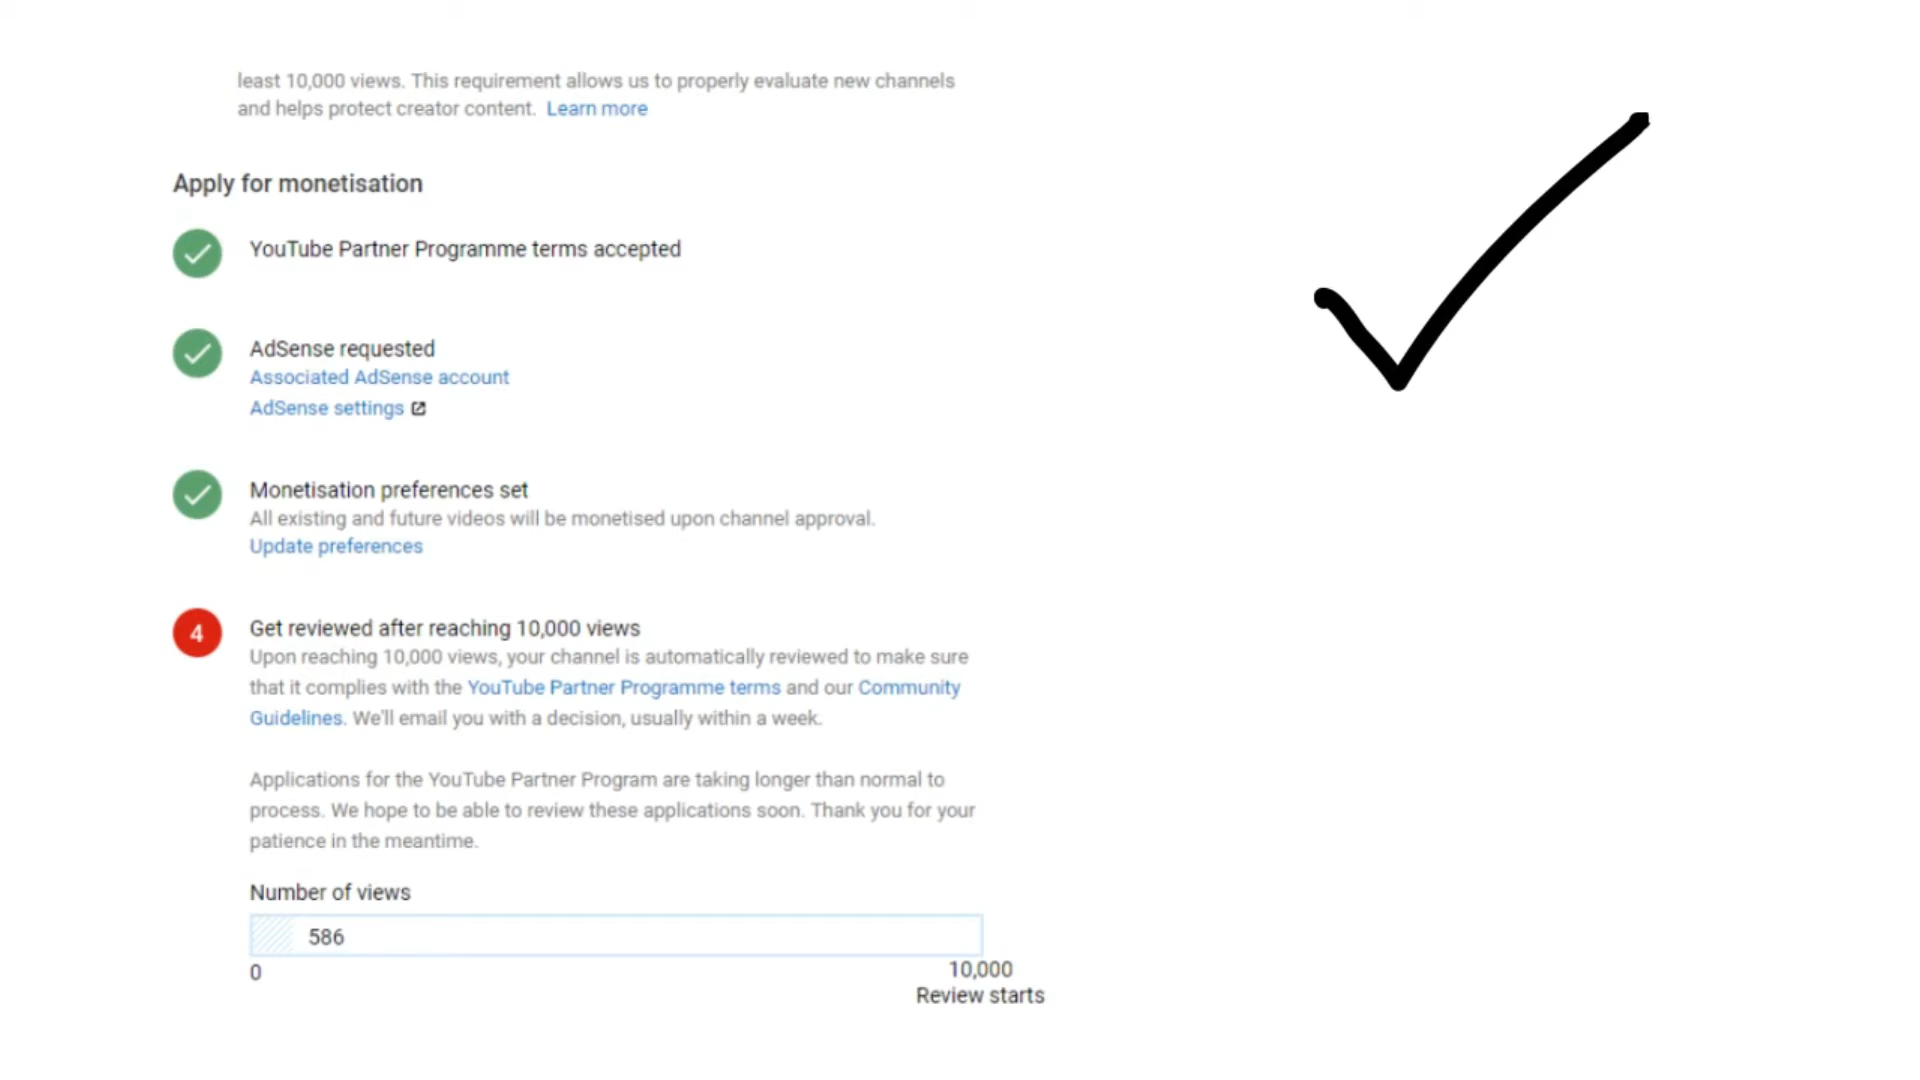 least 10,000 views. This requirement allows us to properly evaluate new channels
and helps protect creator content. Learn more
Apply for monetisation
YouTube Partner Programme terms accepted
AdSense requested
Associated AdSense account
AdSense settings
Monetisation preferences set
All existing and future videos will be monetised upon channel approval.
Update preferences
4
Get reviewed after reaching 10,000 views
Upon reaching 10,000 views, your channel is automatically reviewed to make sure
that it complies with the YouTube Partner Programme terms and our Community
Guidelines. We'll email you with a decision, usually within a week.
Applications for the YouTube Partner Program are taking longer than normal to
process. We hope to be able to review these applications soon. Thank you for your
patience in the meantime.
Number of views
586
0
10,000
Review starts